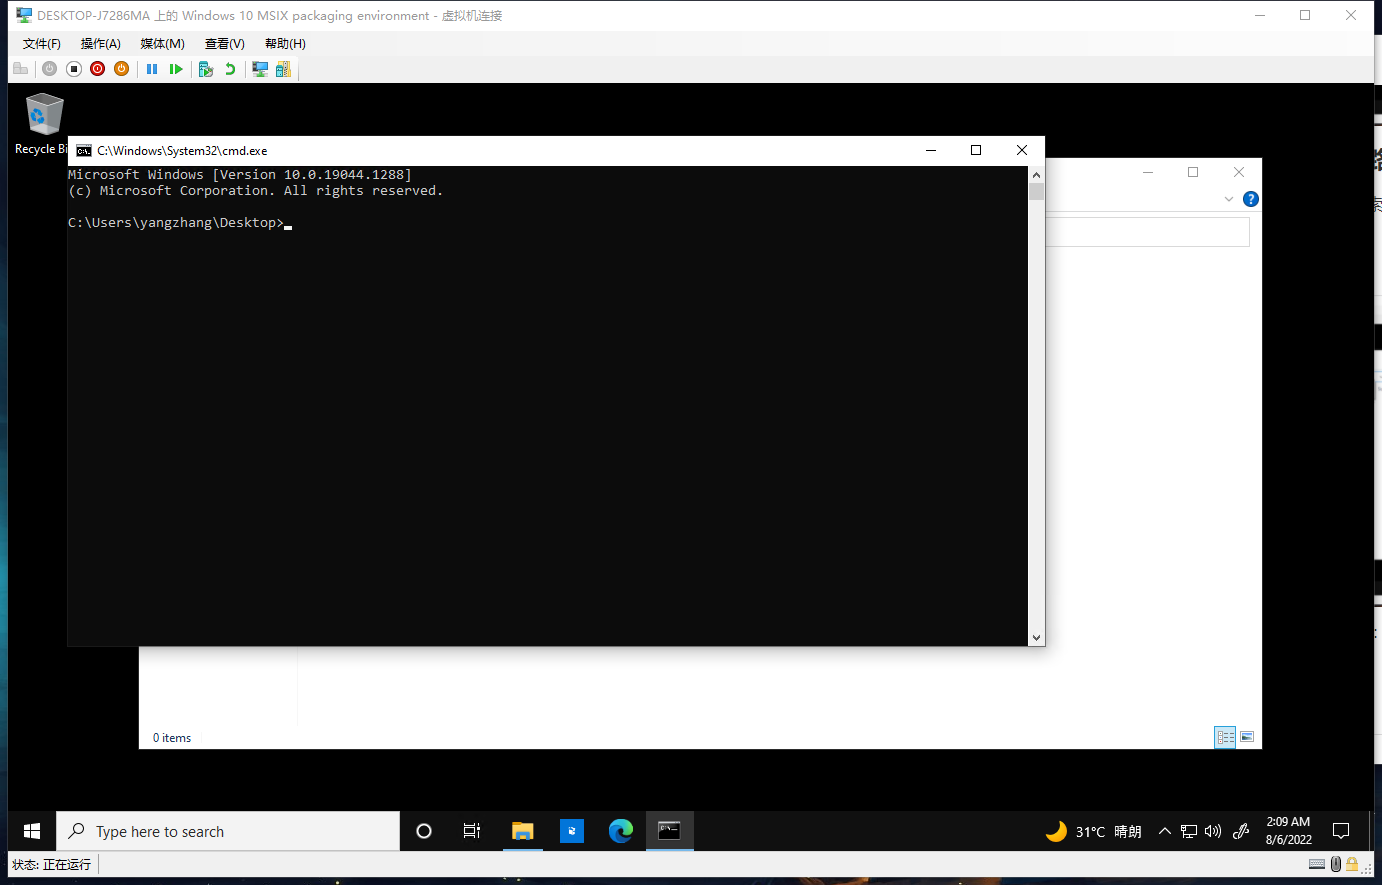 DESKTOP-J7286MA 上的 Windows 10 MSIX packaging environment - 虚拟机连接
文件(F) 操作(A) 媒体(M) 查看(V) 帮助(H)
C:\Windows\System32\cmd.exe
Microsoft Windows [Version 10.0.19044.1288]
(c) Microsoft Corporation. All rights reserved.
C:\Users\yangzhang\Desktop>
Recycle Bi
0 items
Type here to search
31°C 晴朗
2:09 AM
8/6/2022
状态: 正在运行